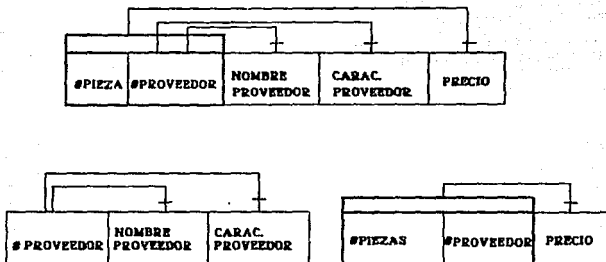 #PIEZA #PROVEEDOR NOMBRE PROVEEDOR CARAC. PROVEEDOR PRECIO
# PROVEEDOR NOMBRE PROVEEDOR CARAC. PROVEEDOR
#PIEZAS #PROVEEDOR PRECIO